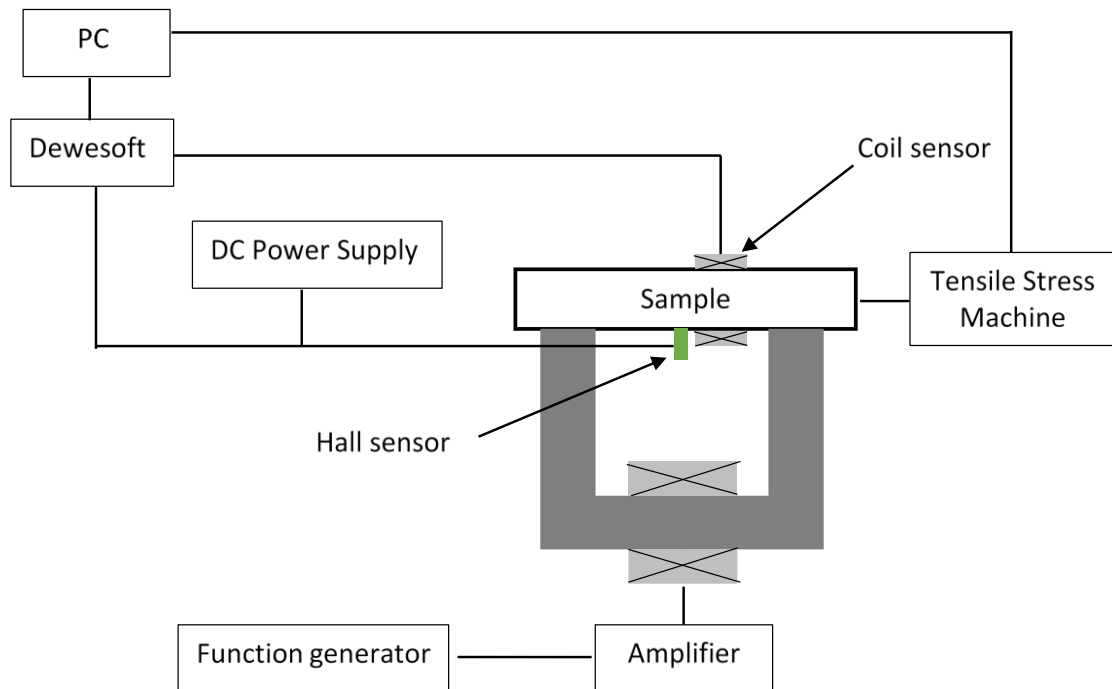 PC
Dewesoft
Coil sensor
DC Power Supply
Sample
Tensile Stress
Machine
Hall sensor
Function generator
Amplifier